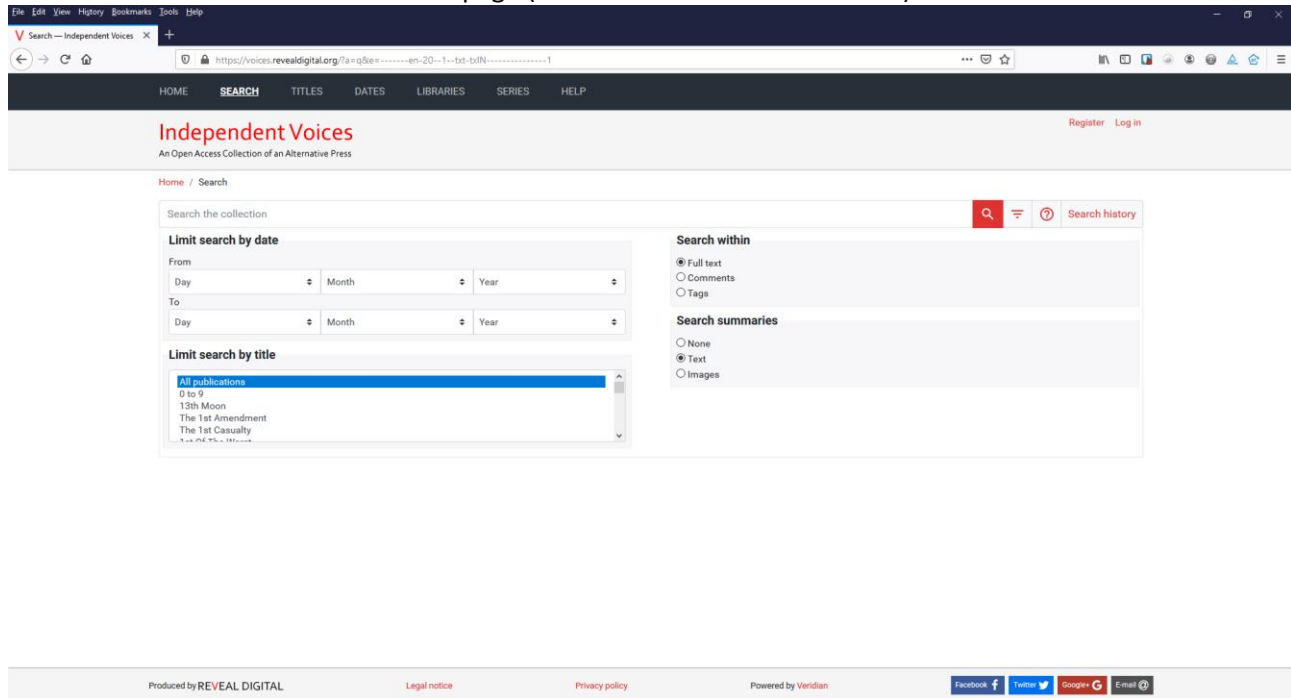 File Edit View History Bookmarks Tools Help
Search — Independent Voices
https://voices.revealdigital.org/?a=q&e=-------en-20--1--txt-txIN---------------1
HOME SEARCH TITLES DATES LIBRARIES SERIES HELP
Independent Voices
Register Log in
An Open Access Collection of an Alternative Press
Home / Search
Search the collection
Search history
Limit search by date
From
Day Month Year
To
Day Month Year
Limit search by title
All publications
0 to 9
13th Moon
The 1st Amendment
The 1st Casualty
1st Of The Worst
Search within
Full text
Comments
Tags
Search summaries
None
Text
Images
Produced by REVEAL DIGITAL Legal notice Privacy policy Powered by Veridian Facebook Twitter Google+ E-mail